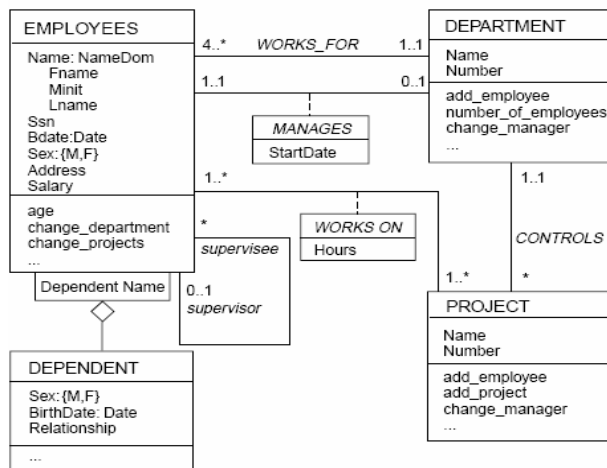 EMPLOYEES
Name: NameDom
Fname
Minit
Lname
Ssn
Bdate:Date
Sex:{M,F}
Address
Salary
age
change_department
change_projects
...
Dependent Name
DEPENDENT
Sex:{M,F}
BirthDate: Date
Relationship
...
4..*
WORKS_FOR
1..1
1..1
0..1
MANAGES
StartDate
1..*
WORKS ON
Hours
1..*
*
supervisee
0..1
supervisor
DEPARTMENT
Name
Number
add_employee
number_of_employees
change_manager
...
1..1
CONTROLS
*
PROJECT
Name
Number
add_employee
add_project
change_manager
...